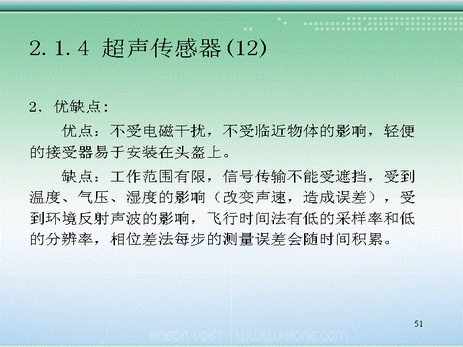 2.1.4 超声传感器(12)
2．优缺点:
优点：不受电磁干扰，不受临近物体的影响，轻便
的接受器易于安装在头盔上。
缺点：工作范围有限，信号传输不能受遮挡，受到
温度、气压、湿度的影响（改变声速，造成误差），受
到环境反射声波的影响，飞行时间法有低的采样率和低
的分辨率，相位差法每步的测量误差会随时间积累。
51